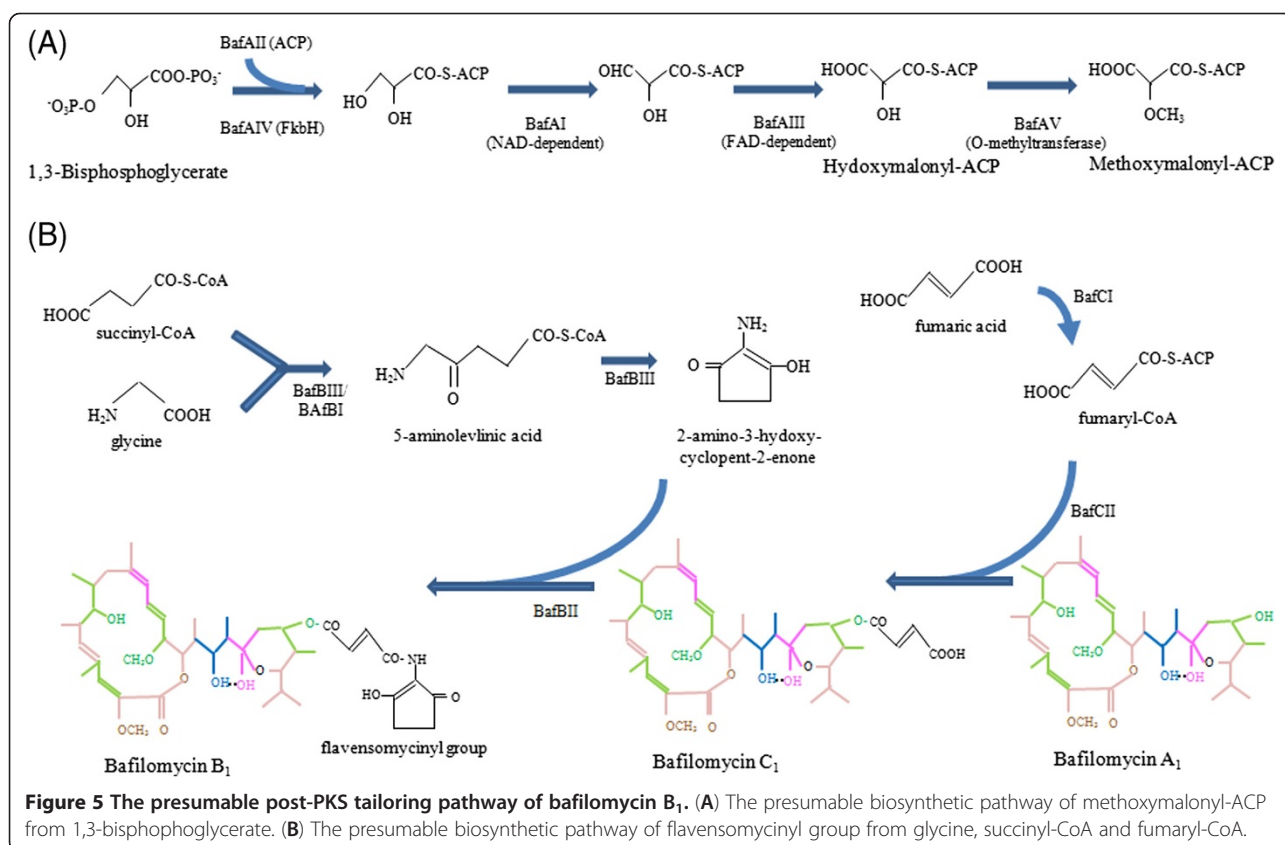 (A)
BafAII (ACP)
COO-PO₃⁻
⁻O₃P-O
OH
BafAIV (FkbH)
1,3-Bisphosphoglycerate
CO-S-ACP
HO
OH
BafAI
(NAD-dependent)
OHC
CO-S-ACP
OH
BafAIII
(FAD-dependent)
HOOC
CO-S-ACP
OH
Hydoxymalonyl-ACP
BafAV
(O-methyltransferase)
HOOC
CO-S-ACP
OCH₃
Methoxymalonyl-ACP
(B)
CO-S-CoA
HOOC
succinyl-CoA
H₂N
COOH
glycine
BafBIII/
BAfBI
CO-S-CoA
H₂N
O
5-aminolevlinic acid
BafBIII
NH₂
O
OH
2-amino-3-hydoxy-
cyclopent-2-enone
COOH
HOOC
fumaric acid
BafCI
CO-S-ACP
HOOC
fumaryl-CoA
BafCII
BafBII
OH
CH₃O
O
OCH₃
O
OH
OH
O
O-CO
CO-NH
HO
O
flavensomycinyl group
Bafilomycin B₁
OH
CH₃O
O
OCH₃
O
OH
OH
O
O-CO
COOH
Bafilomycin C₁
OH
CH₃O
O
OCH₃
O
OH
OH
O
OH
Bafilomycin A₁
Figure 5 The presumable post-PKS tailoring pathway of bafilomycin B₁. (A) The presumable biosynthetic pathway of methoxymalonyl-ACP
from 1,3-bisphophoglycerate. (B) The presumable biosynthetic pathway of flavensomycinyl group from glycine, succinyl-CoA and fumaryl-CoA.